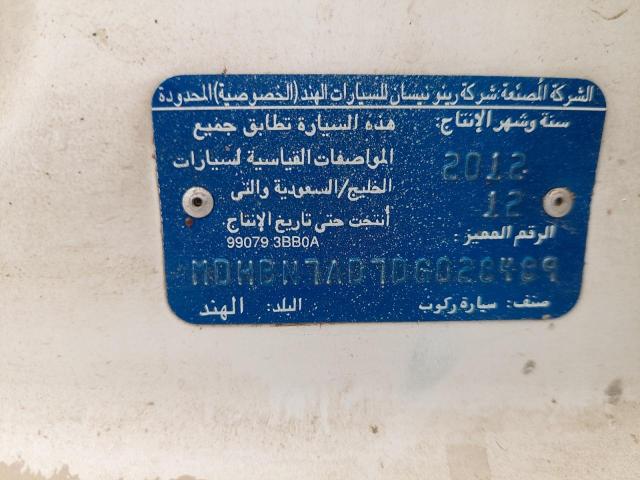 الشركة المصنعة شركة رينو نيسان للسيارات الهند (الخصوصية) المحدودة
سنة وشهر الإنتاج:
2012
12
هذه السيارة تطابق جميع
المواصفات القياسية لسيارات
الخليج/السعودية والتى
أنتجت حتى تاريخ الإنتاج
99079 3BB0A
الرقم المميز:
MDHBN7AD7DG028489
صنف: سيارة ركوب
البلد: الهند